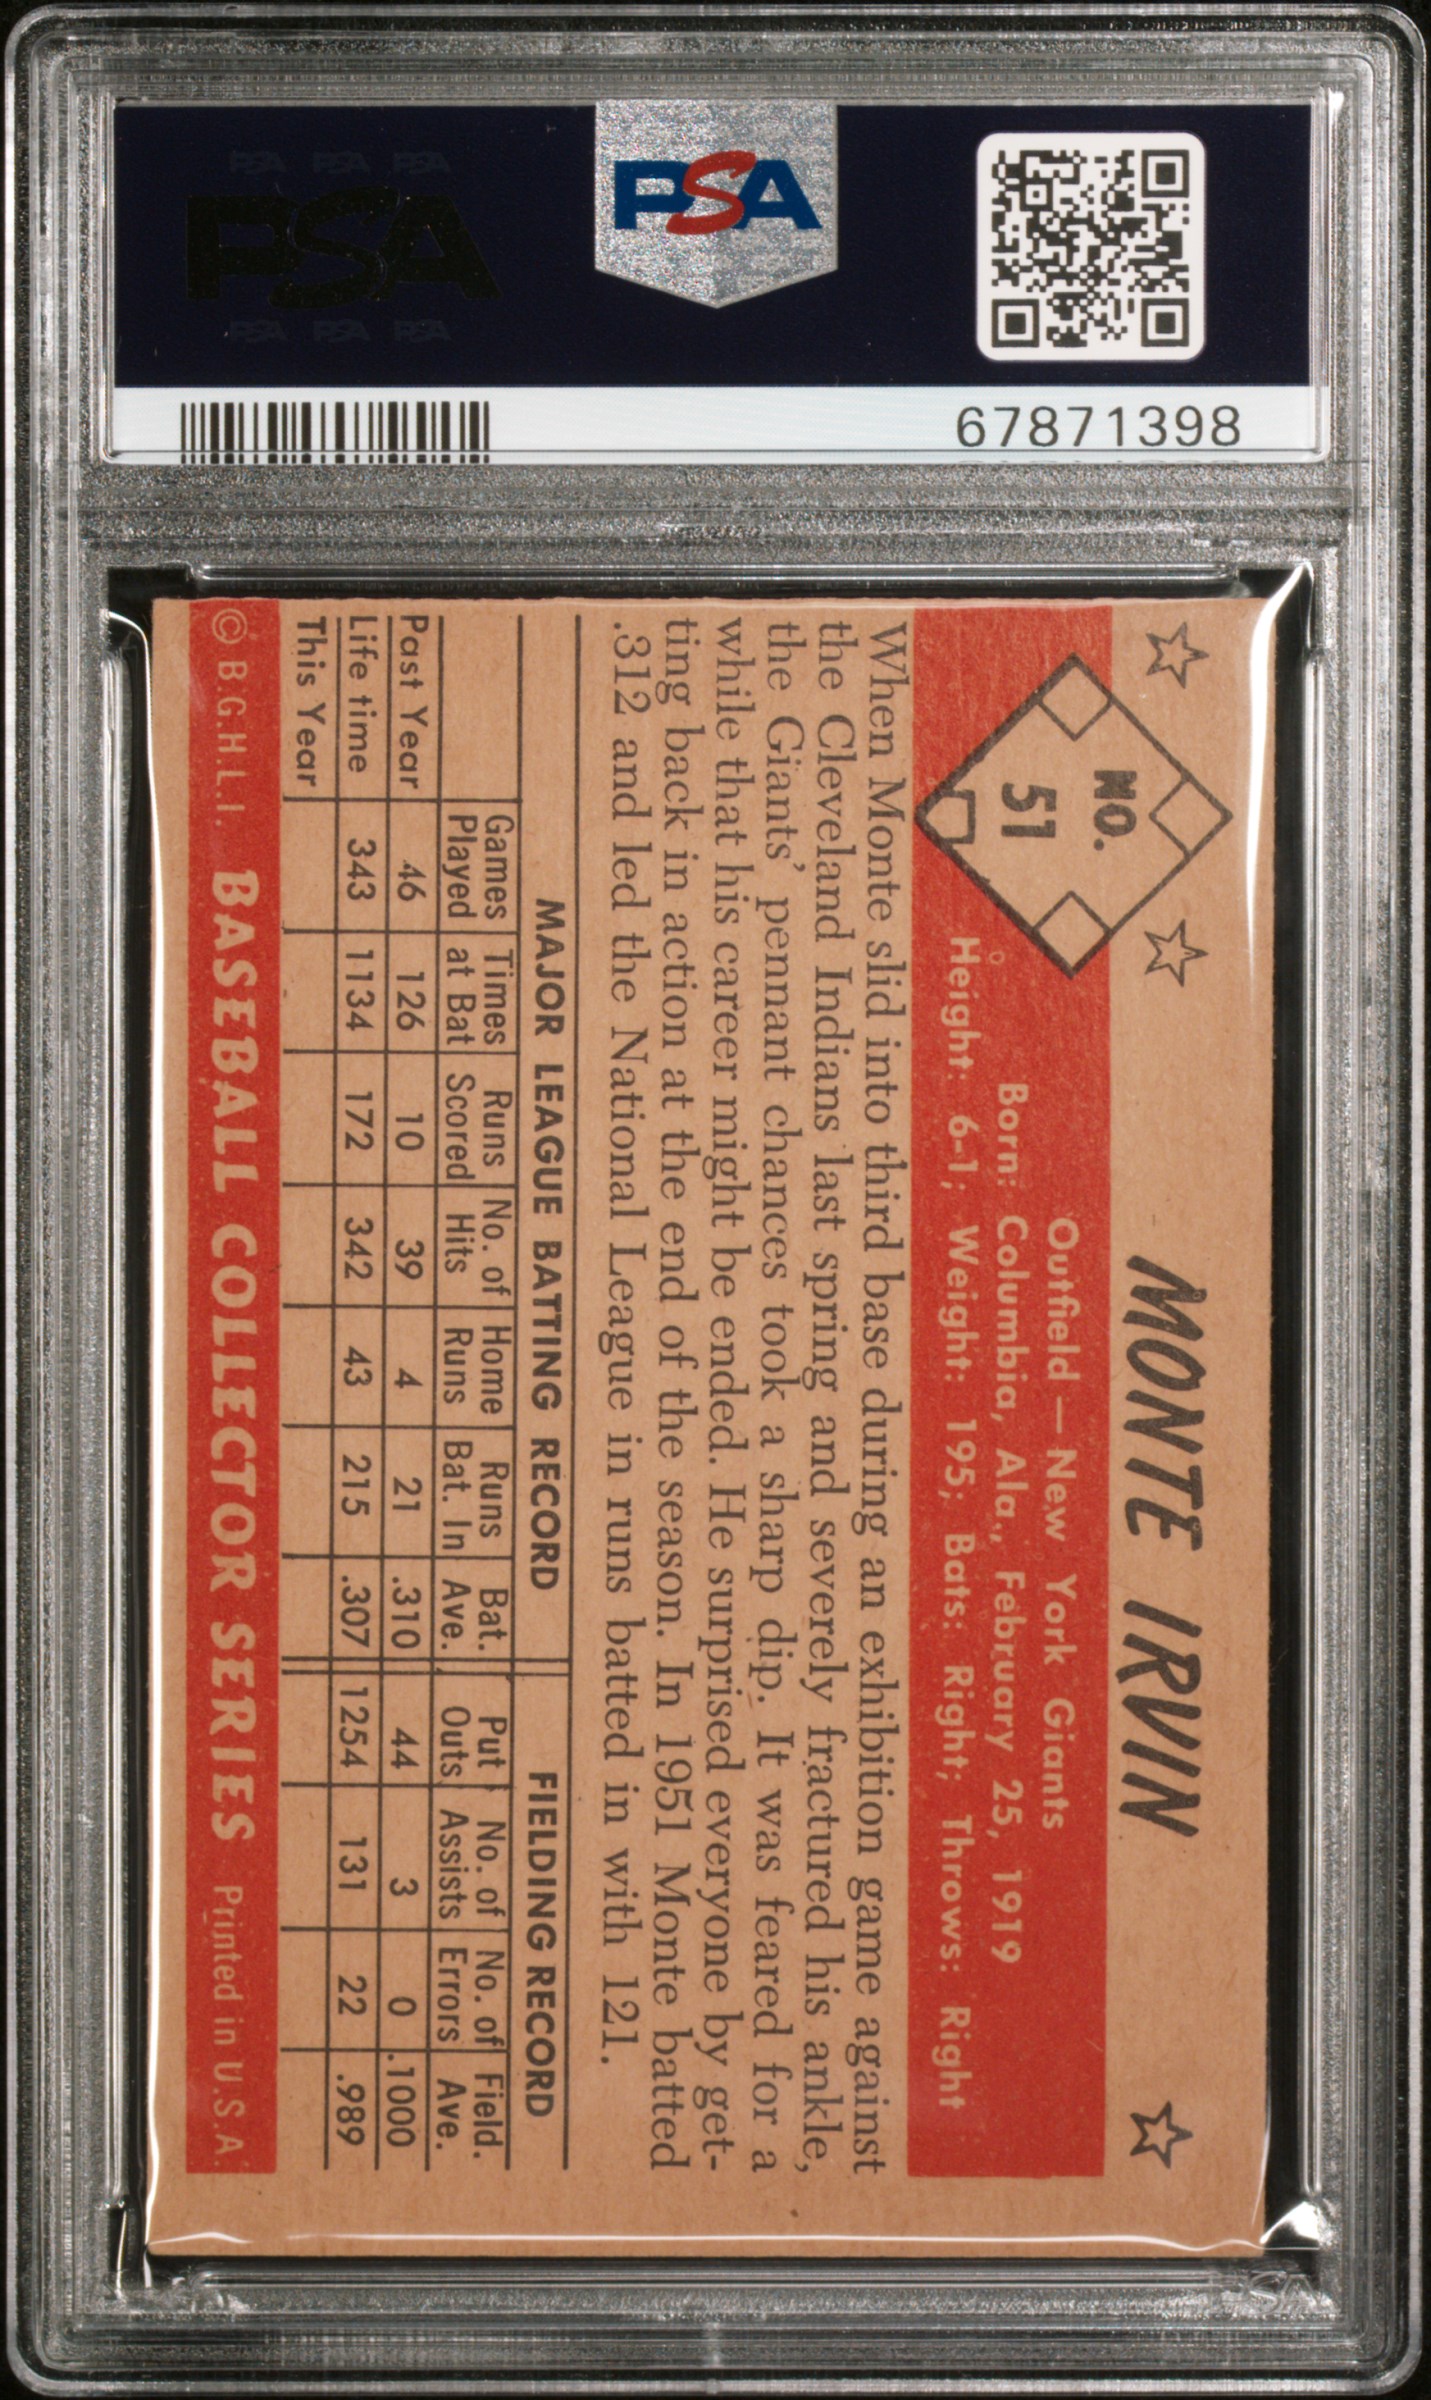 PSA PSA PSA
PSA
PSA PSA PSA
PSA
67871398
NO.
51
MONTE IRVIN
Outfield — New York Giants
Born: Columbia, Ala., February 25, 1919
Height: 6-1; Weight: 195; Bats: Right; Throws: Right
When Monte slid into third base during an exhibition game against
the Cleveland Indians last spring and severely fractured his ankle,
the Giants' pennant chances took a sharp dip. It was feared for a
while that his career might be ended. He surprised everyone by get-
ting back in action at the end of the season. In 1951 Monte batted
.312 and led the National League in runs batted in with 121.
MAJOR LEAGUE BATTING RECORD FIELDING RECORD
Games Times Runs No. of Home Runs Bat. Put No. of No. of Field.
Played at Bat Scored Hits Runs Bat. In Ave. Outs Assists Errors Ave.
Past Year 46 126 10 39 4 21 .310 44 3 0 .1000
Life time 343 1134 172 342 43 215 .307 1254 131 22 .989
This Year
© B.G.H.L.I. BASEBALL COLLECTOR SERIES Printed in U.S.A.